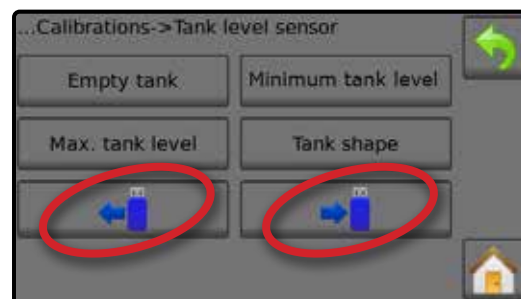 ...Calibrations->Tank level sensor
Empty tank
Minimum tank level
Max. tank level
Tank shape